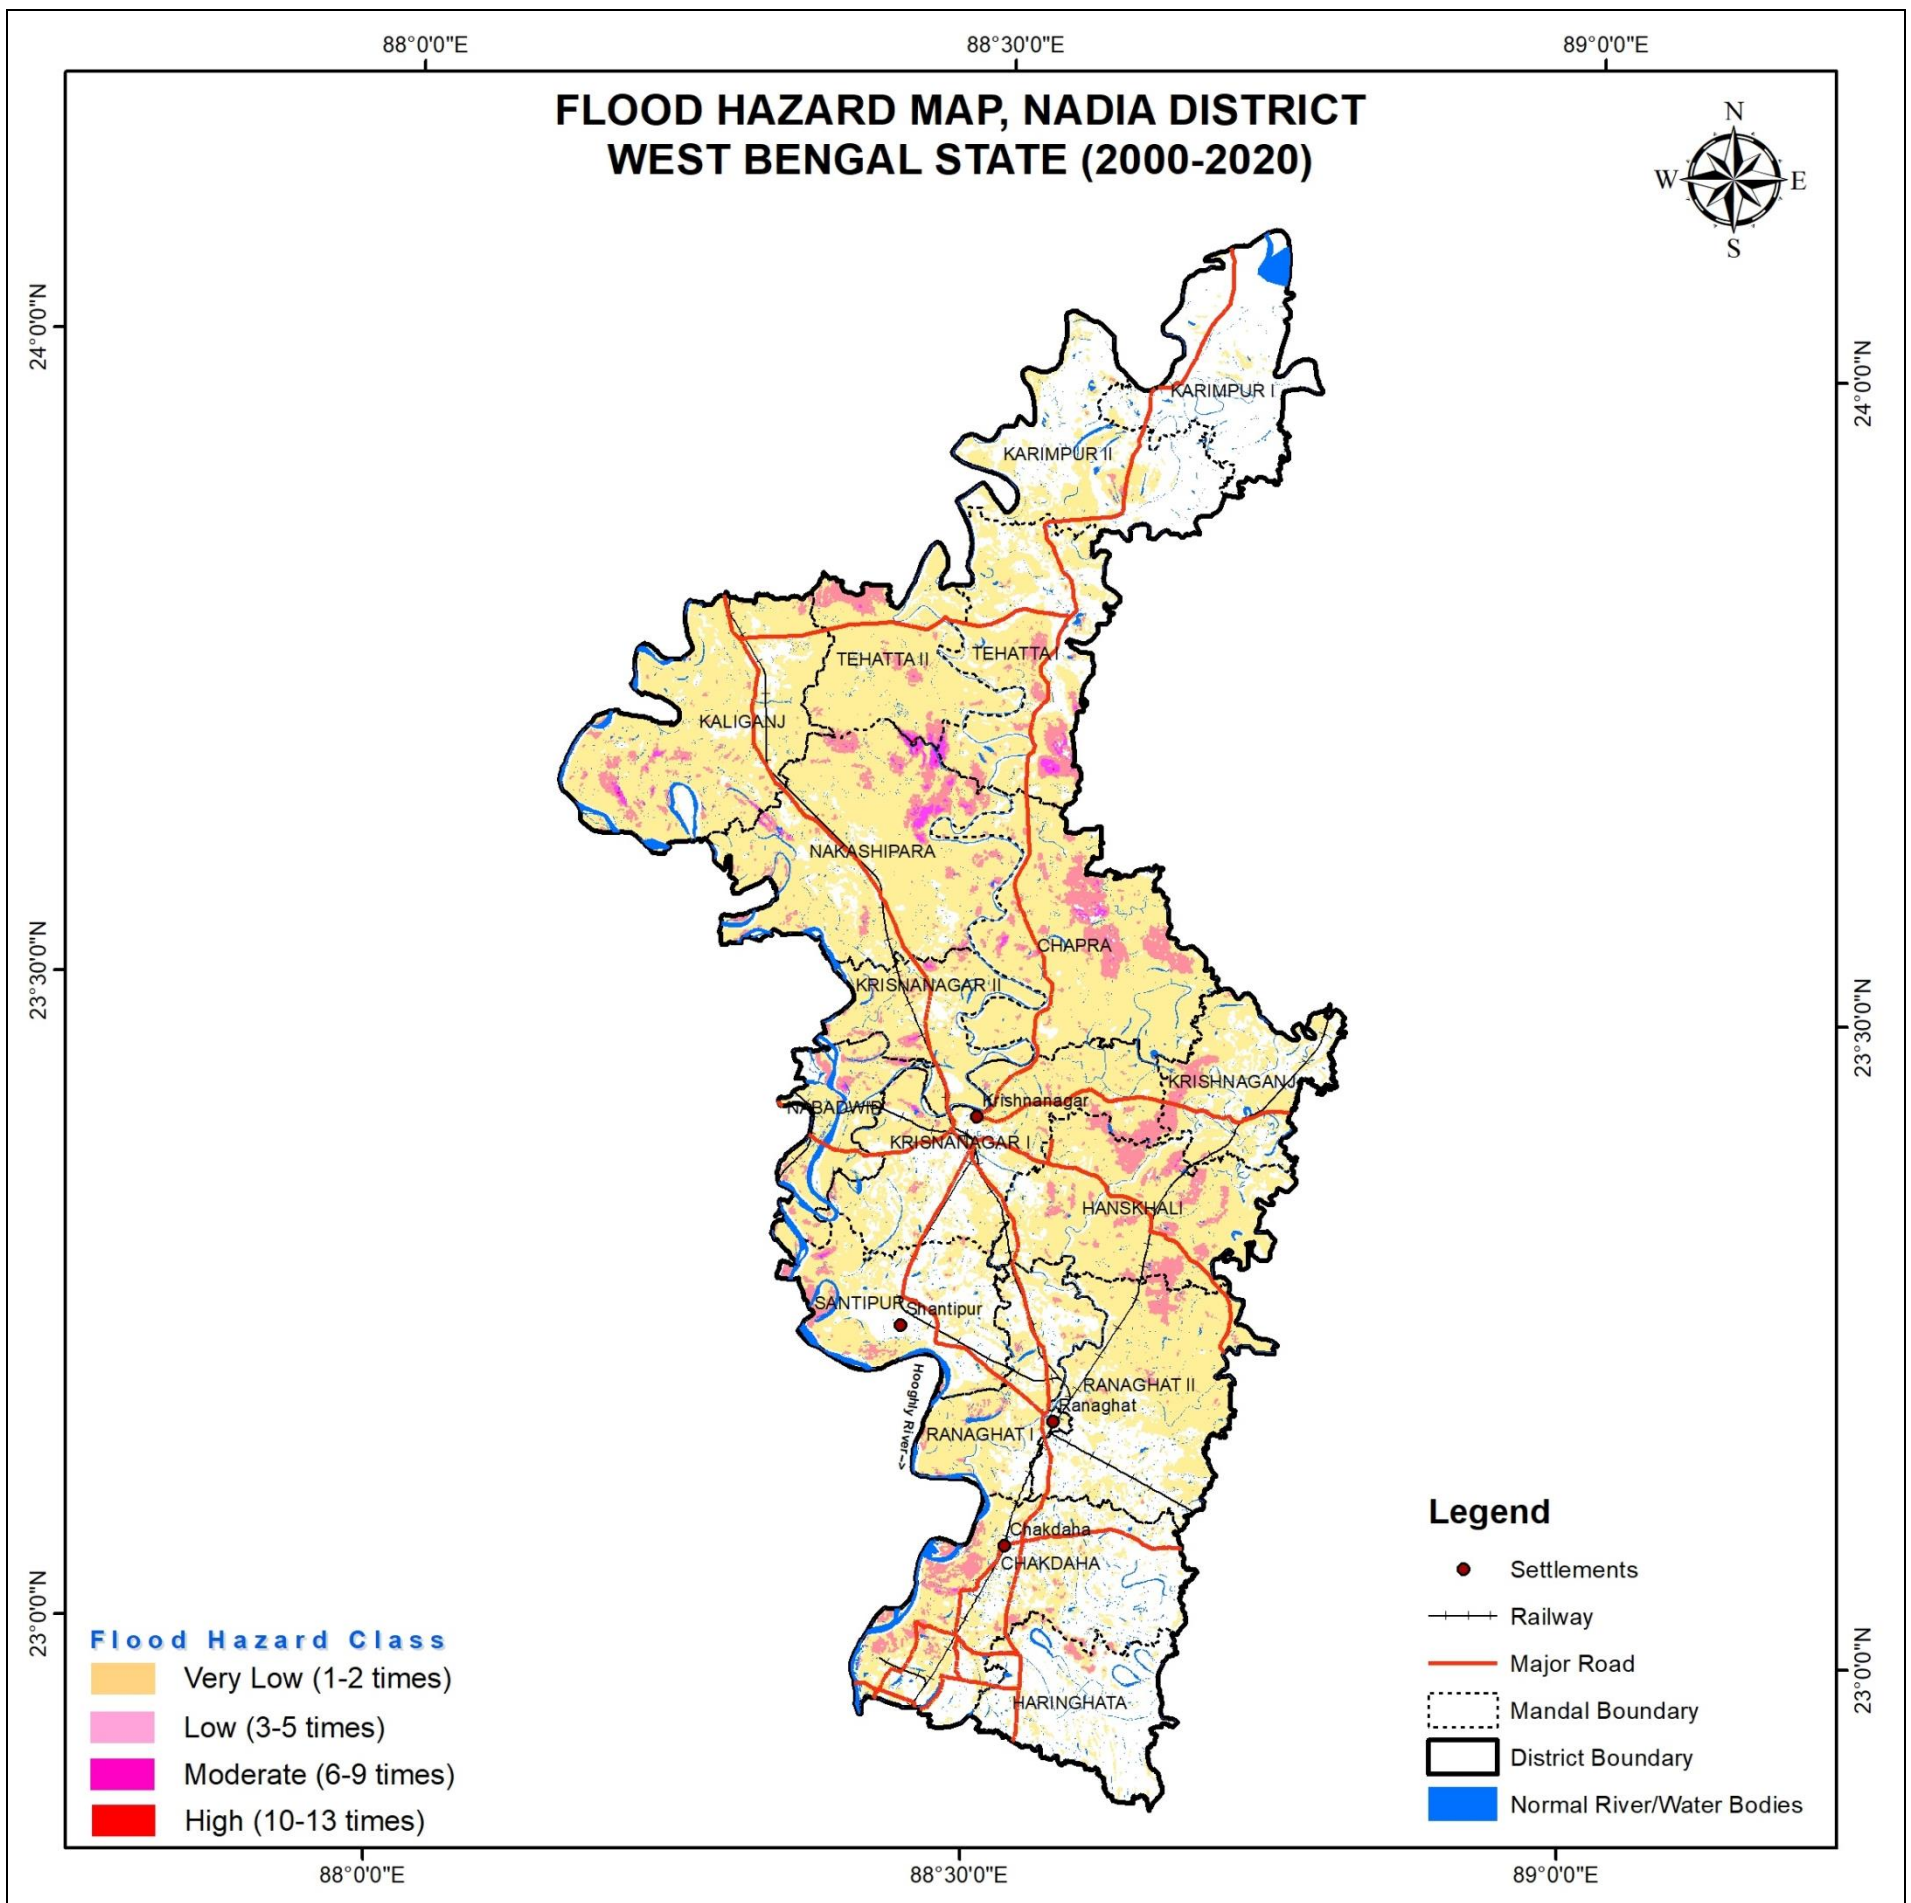 88°0'0"E
88°30'0"E
89°0'0"E
FLOOD HAZARD MAP, NADIA DISTRICT
WEST BENGAL STATE (2000-2020)
N
W
E
S
24°0'0"N
24°0'0"N
KARIMPUR I
KARIMPUR II
TEHATTA II
TEHATTA I
KALIGANJ
NAKASHIPARA
CHAPRA
23°30'0"N
23°30'0"N
KRISNANAGAR II
KRISHNAGANJ
NABADWIP
Krishnanagar
KRISNANAGAR I
HANSKHALI
SANTIPUR
Shantipur
Hooghly River-->
RANAGHAT II
Ranaghat
RANAGHAT I
Chakdaha
CHAKDAHA
HARINGHATA
23°0'0"N
23°0'0"N
Flood Hazard Class
Very Low (1-2 times)
Low (3-5 times)
Moderate (6-9 times)
High (10-13 times)
Legend
Settlements
Railway
Major Road
Mandal Boundary
District Boundary
Normal River/Water Bodies
88°0'0"E
88°30'0"E
89°0'0"E